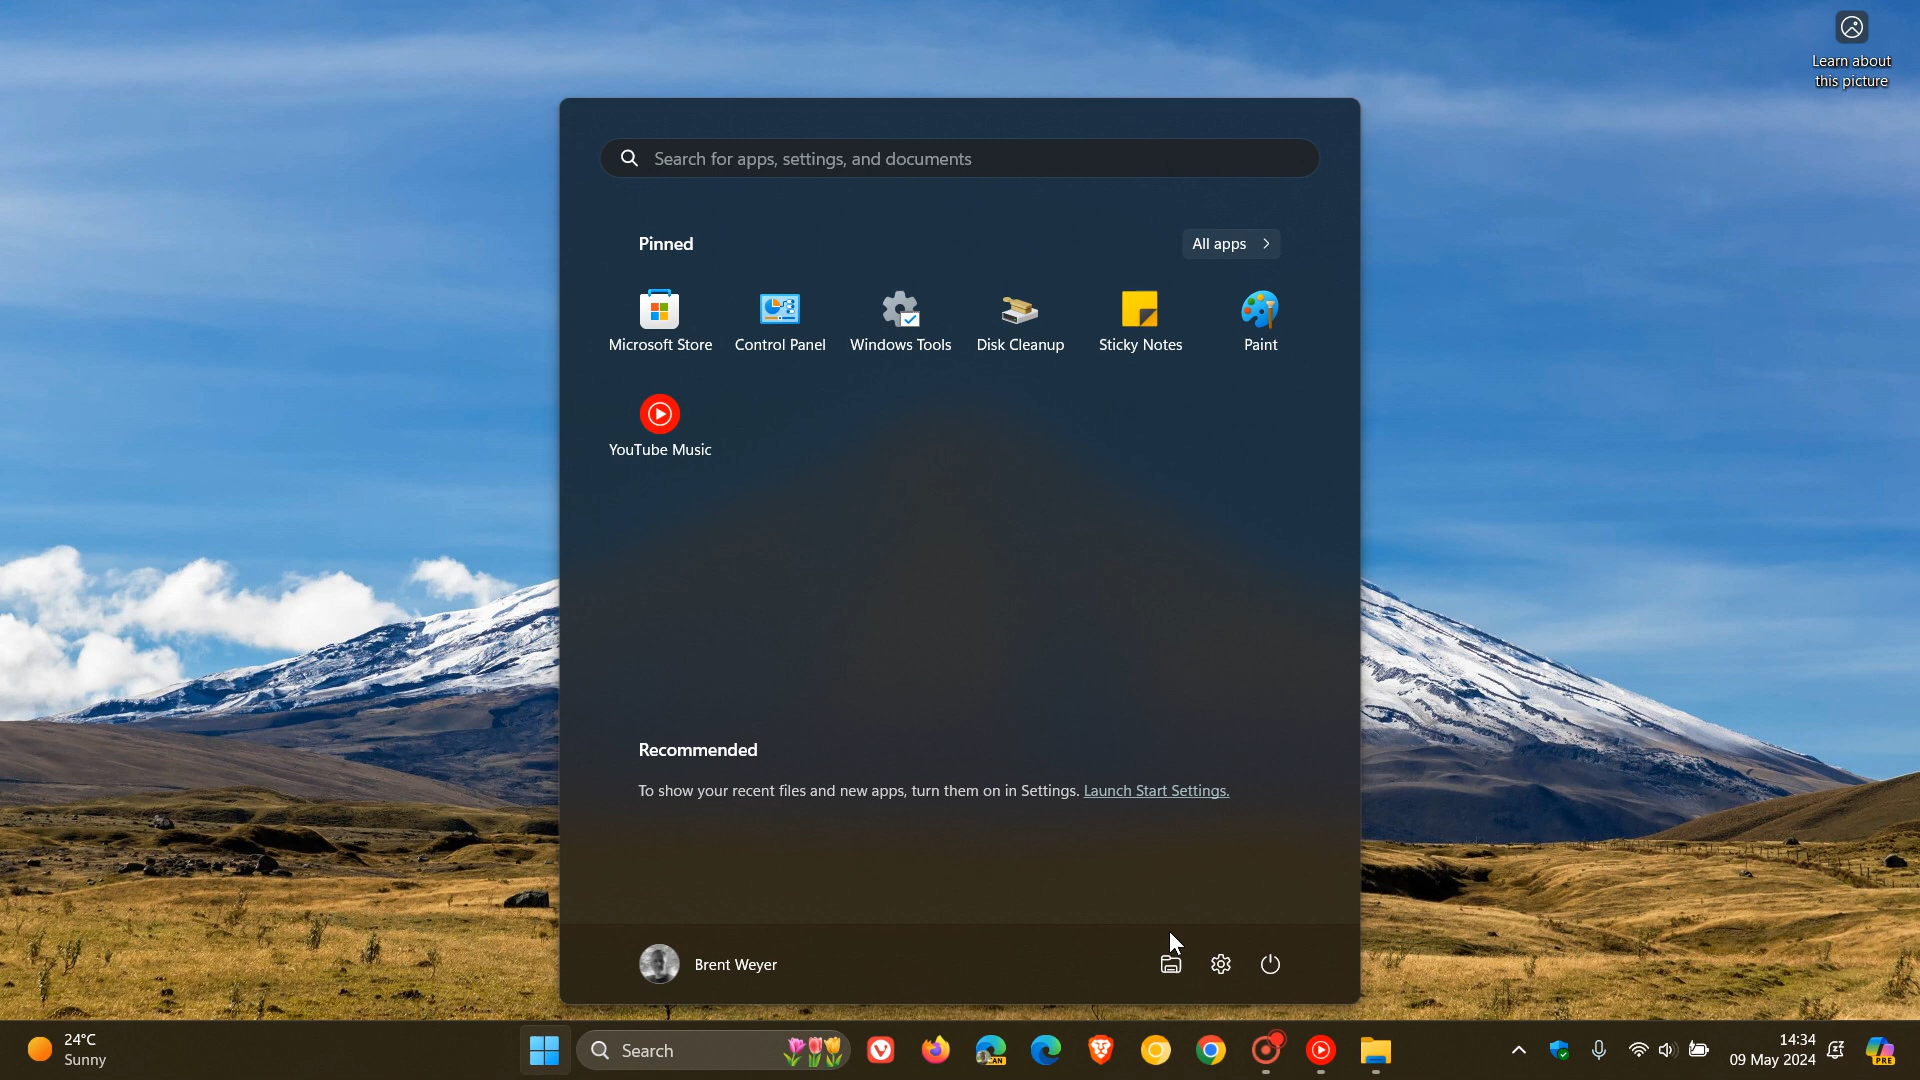 Learn about
this picture
Search for apps, settings, and documents
Pinned
All apps
Microsoft Store
Control Panel
Windows Tools
Disk Cleanup
Sticky Notes
Paint
YouTube Music
Recommended
To show your recent files and new apps, turn them on in Settings. Launch Start Settings.
Brent Weyer
24°C
Sunny
Search
CAN
14:34
09 May 2024
PRE